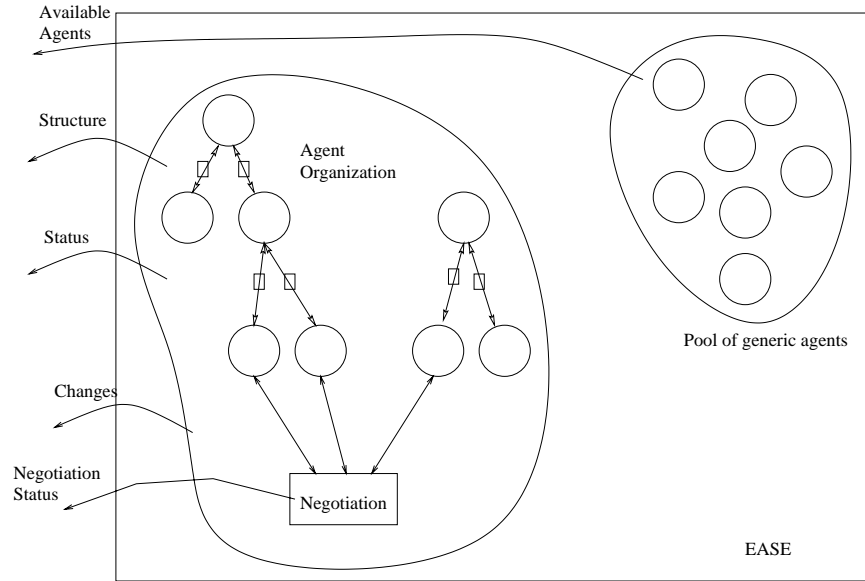 Available
Agents
Structure
Agent
Organization
Status
Pool of generic agents
Changes
Negotiation
Status
Negotiation
EASE